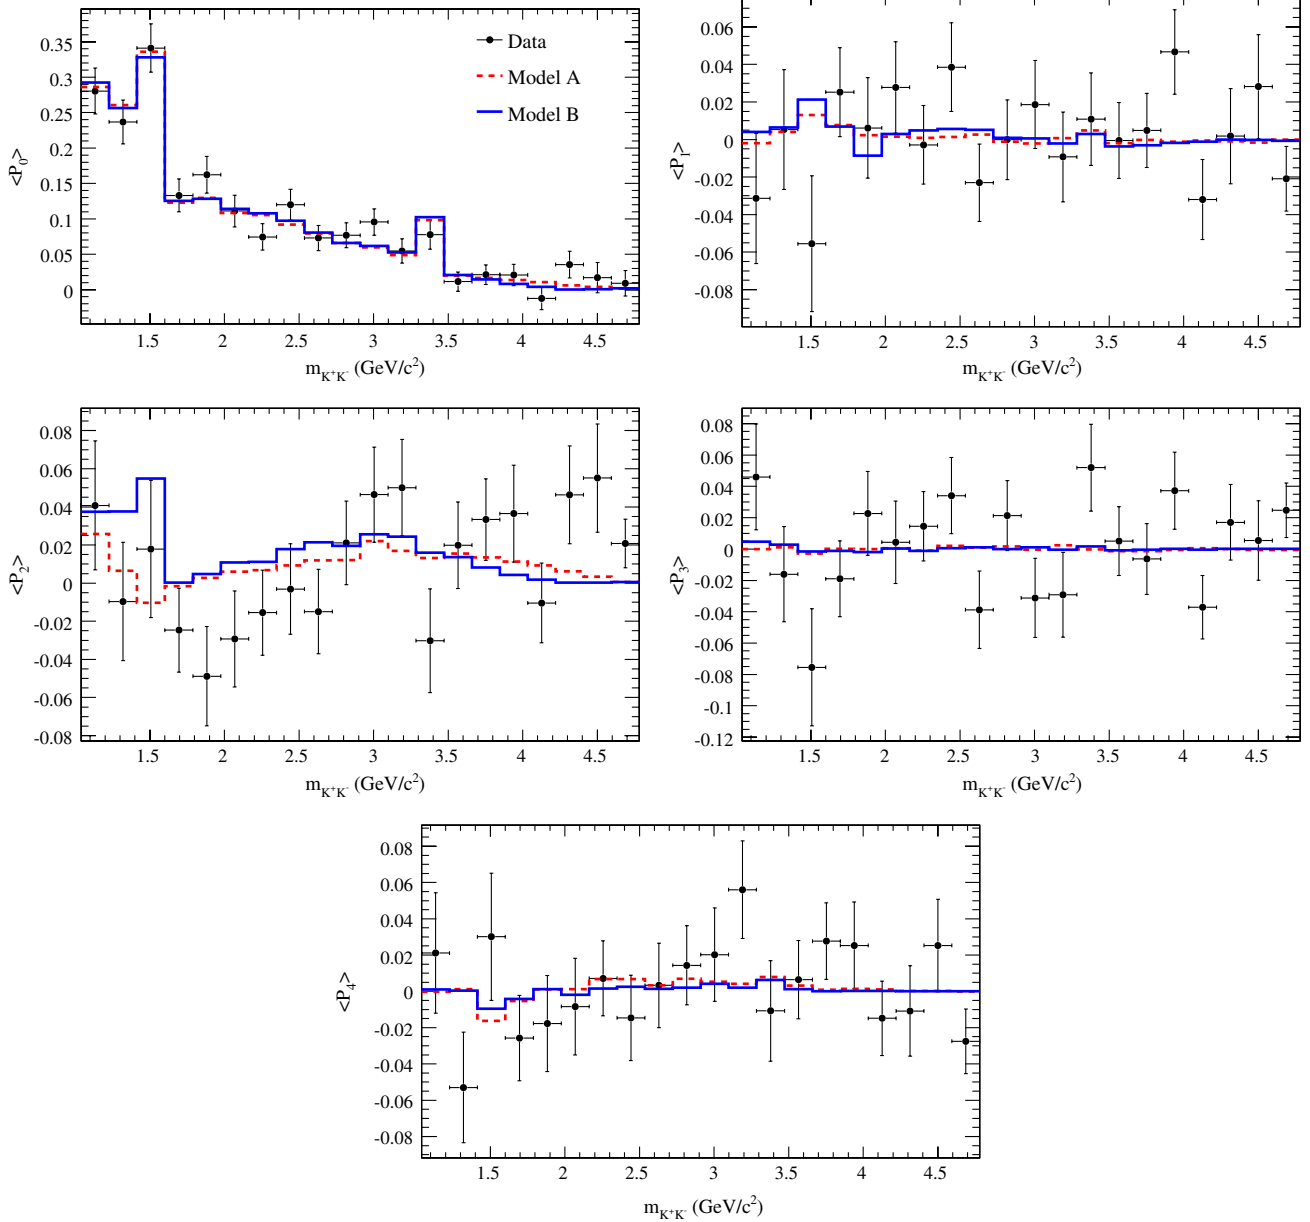 <P₀>
0.35
0.3
0.25
0.2
0.15
0.1
0.05
0
Data
Model A
Model B
1.5 2 2.5 3 3.5 4 4.5
m_K⁺K⁻ (GeV/c²)
<P₁>
0.06
0.04
0.02
0
-0.02
-0.04
-0.06
-0.08
1.5 2 2.5 3 3.5 4 4.5
m_K⁺K⁻ (GeV/c²)
<P₂>
0.08
0.06
0.04
0.02
0
-0.02
-0.04
-0.06
-0.08
1.5 2 2.5 3 3.5 4 4.5
m_K⁺K⁻ (GeV/c²)
<P₃>
0.08
0.06
0.04
0.02
0
-0.02
-0.04
-0.06
-0.08
-0.1
-0.12
1.5 2 2.5 3 3.5 4 4.5
m_K⁺K⁻ (GeV/c²)
<P₄>
0.08
0.06
0.04
0.02
0
-0.02
-0.04
-0.06
-0.08
1.5 2 2.5 3 3.5 4 4.5
m_K⁺K⁻ (GeV/c²)